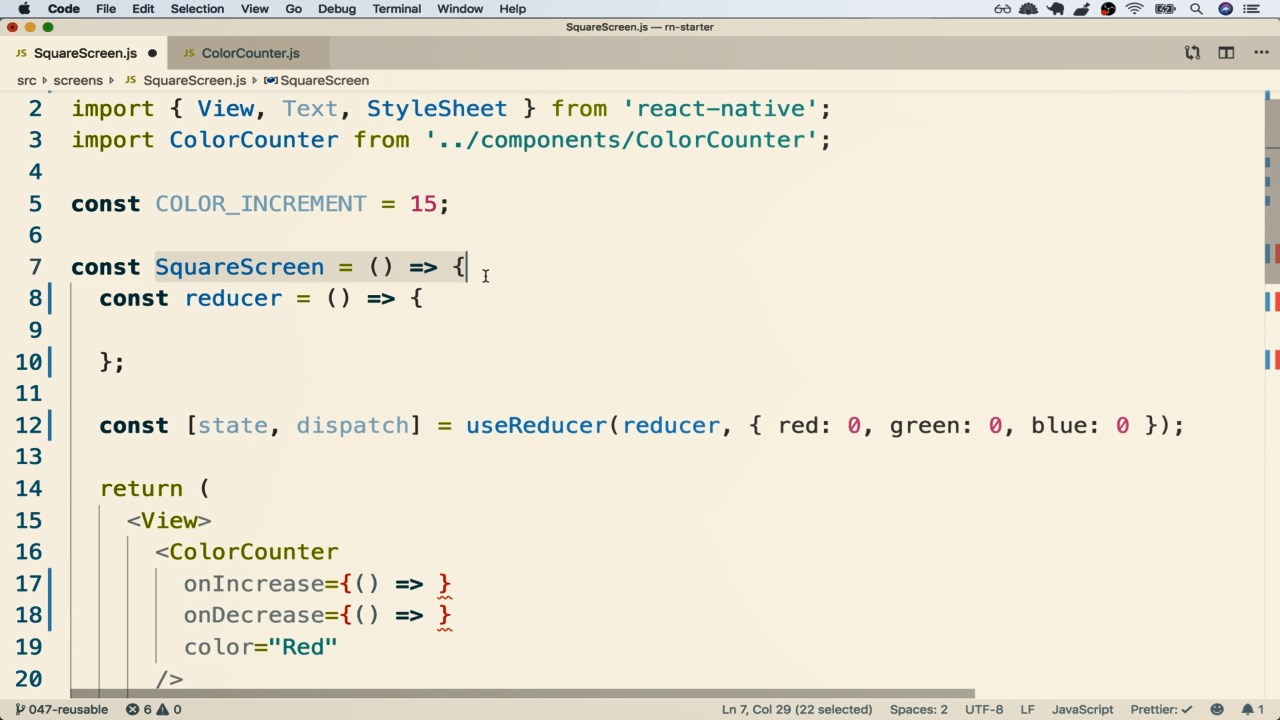 Code File Edit Selection View Go Debug Terminal Window Help
SquareScreen.js — rn-starter
JS SquareScreen.js JS ColorCounter.js
src screens JS SquareScreen.js SquareScreen
2 import { View, Text, StyleSheet } from 'react-native';
3 import ColorCounter from '../components/ColorCounter';
4
5 const COLOR_INCREMENT = 15;
6
7 const SquareScreen = () => {
8 const reducer = () => {
9
10 };
11
12 const [state, dispatch] = useReducer(reducer, { red: 0, green: 0, blue: 0 });
13
14 return (
15 <View>
16 <ColorCounter
17 onIncrease={() => }
18 onDecrease={() => }
19 color="Red"
20 />
047-reusable 6 0 Ln 7, Col 29 (22 selected) Spaces: 2 UTF-8 LF JavaScript Prettier: ✓ 1